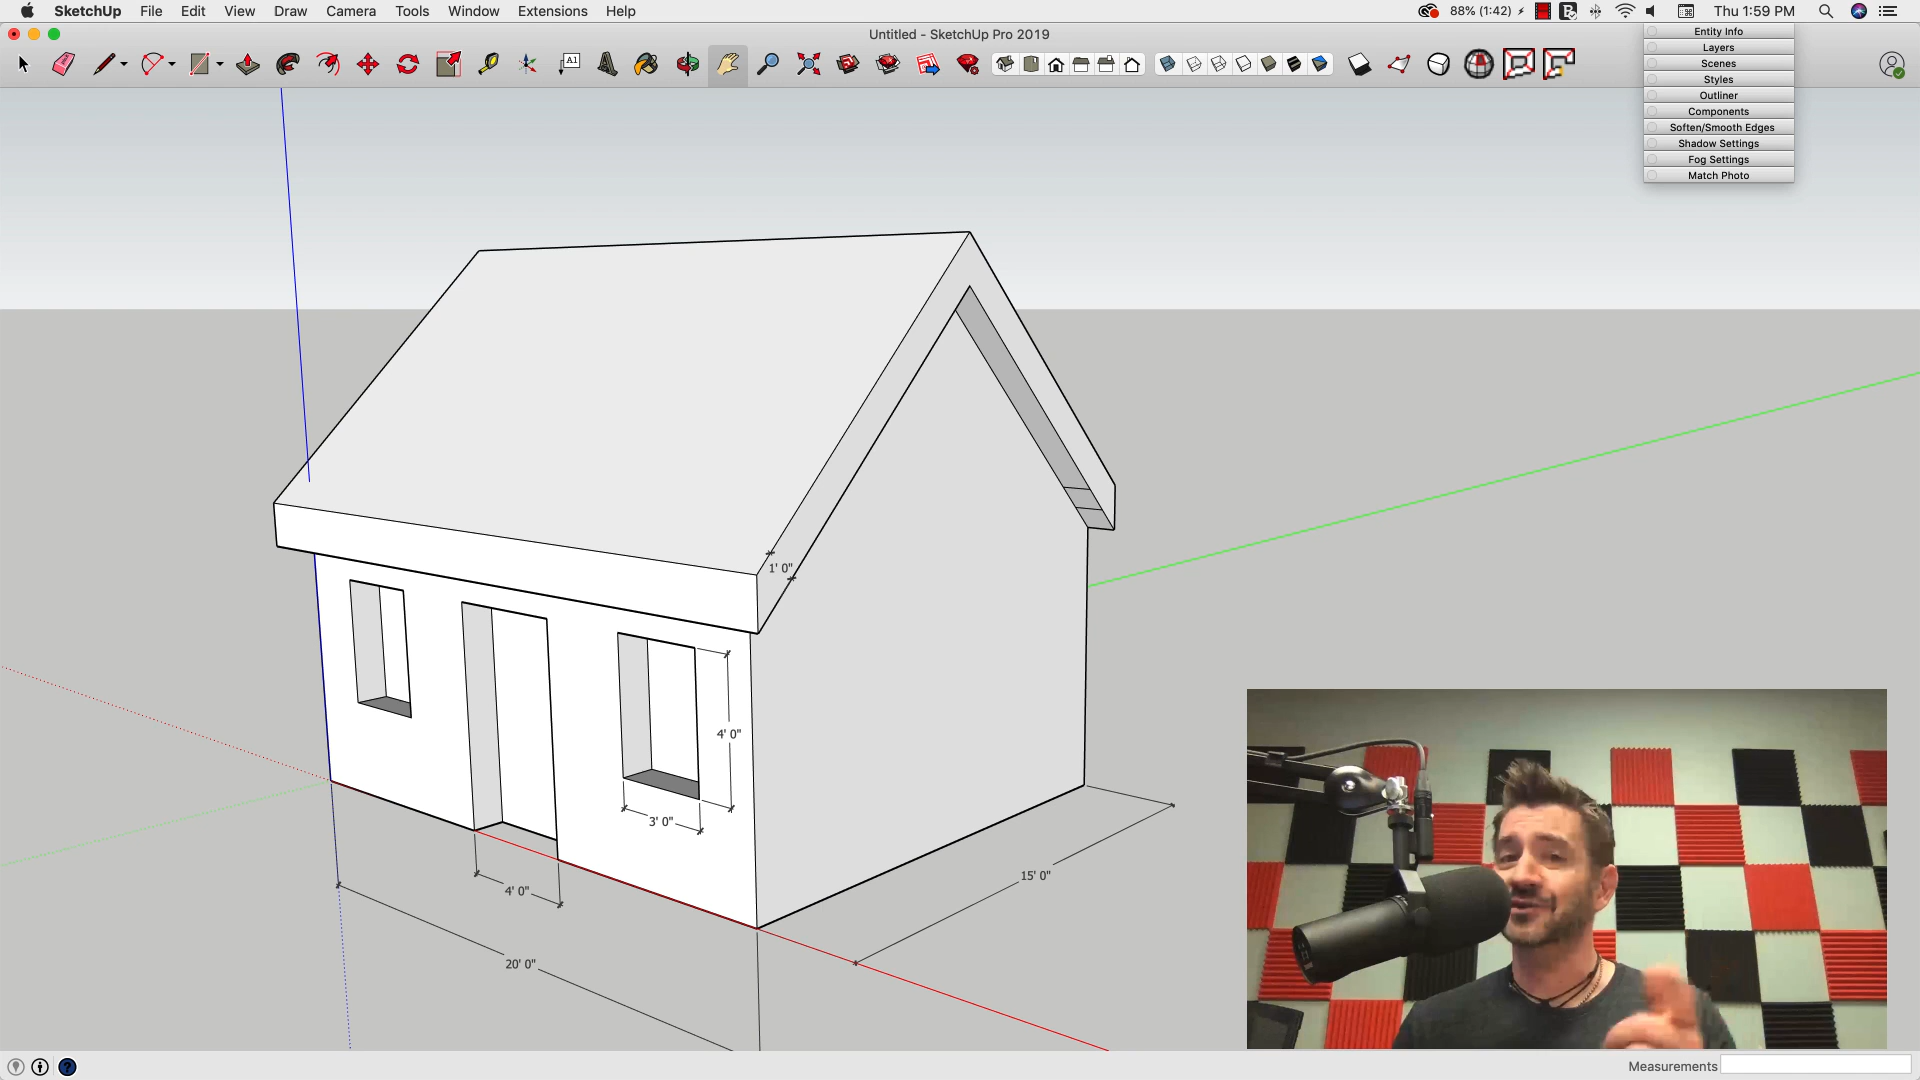 SketchUp File Edit View Draw Camera Tools Window Extensions Help 88% (1:42) Thu 1:59 PM
Untitled - SketchUp Pro 2019
A1
Entity Info
Layers
Scenes
Styles
Outliner
Components
Soften/Smooth Edges
Shadow Settings
Fog Settings
Match Photo
1' 0"
4' 0"
3' 0"
4' 0"
15' 0"
20' 0"
Measurements